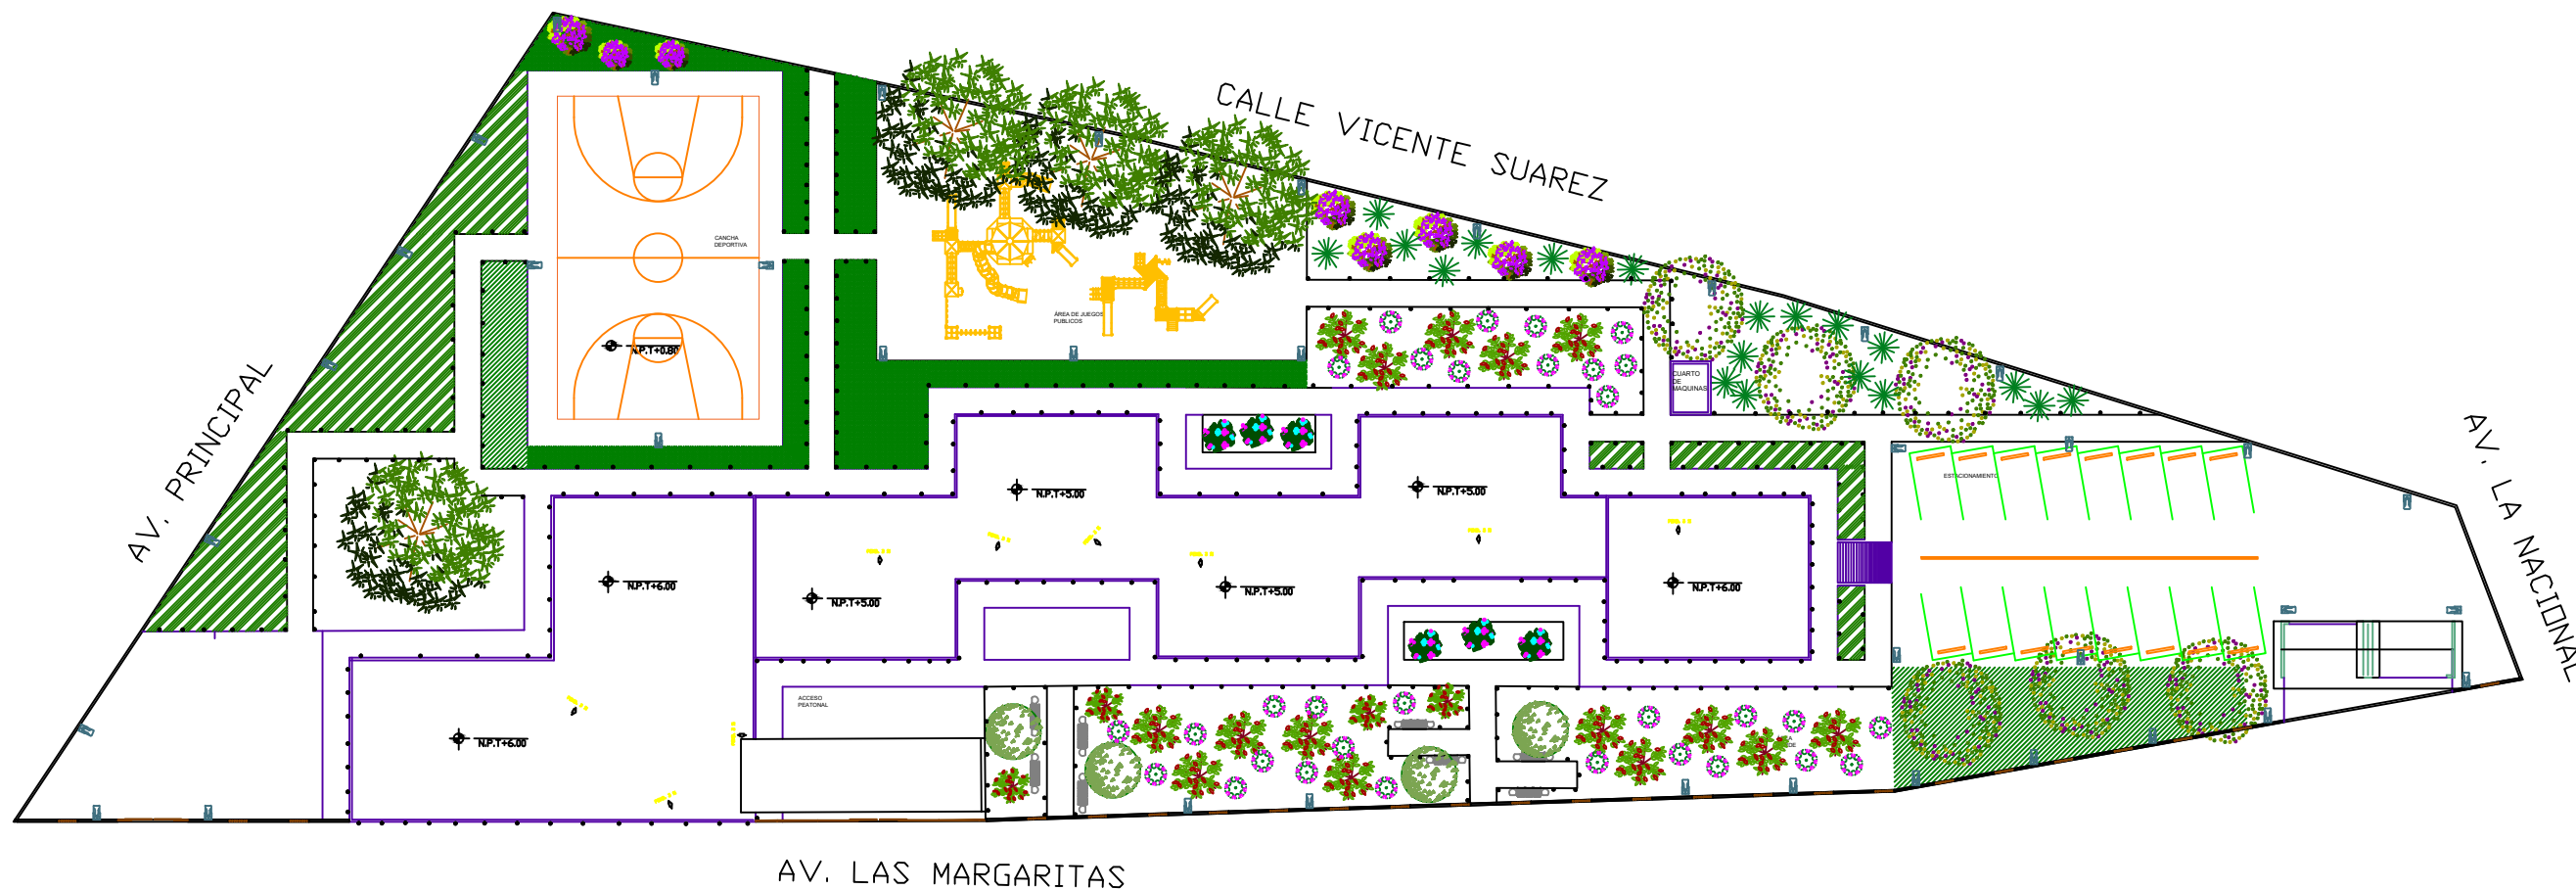 CALLE VICENTE SUAREZ
CANCHA
DEPORTIVA
ÁREA DE JUEGOS
PUBLICOS
N.P.T+0.80
CUARTO
DE
MAQUINAS
AV. PRINCIPAL
AV. LA NACIONAL
ESTACIONAMIENTO
N.P.T+5.00
N.P.T+5.00
N.P.T+6.00
N.P.T+5.00
N.P.T+5.00
N.P.T+6.00
ACCESO
PEATONAL
N.P.T+6.00
AV. LAS MARGARITAS